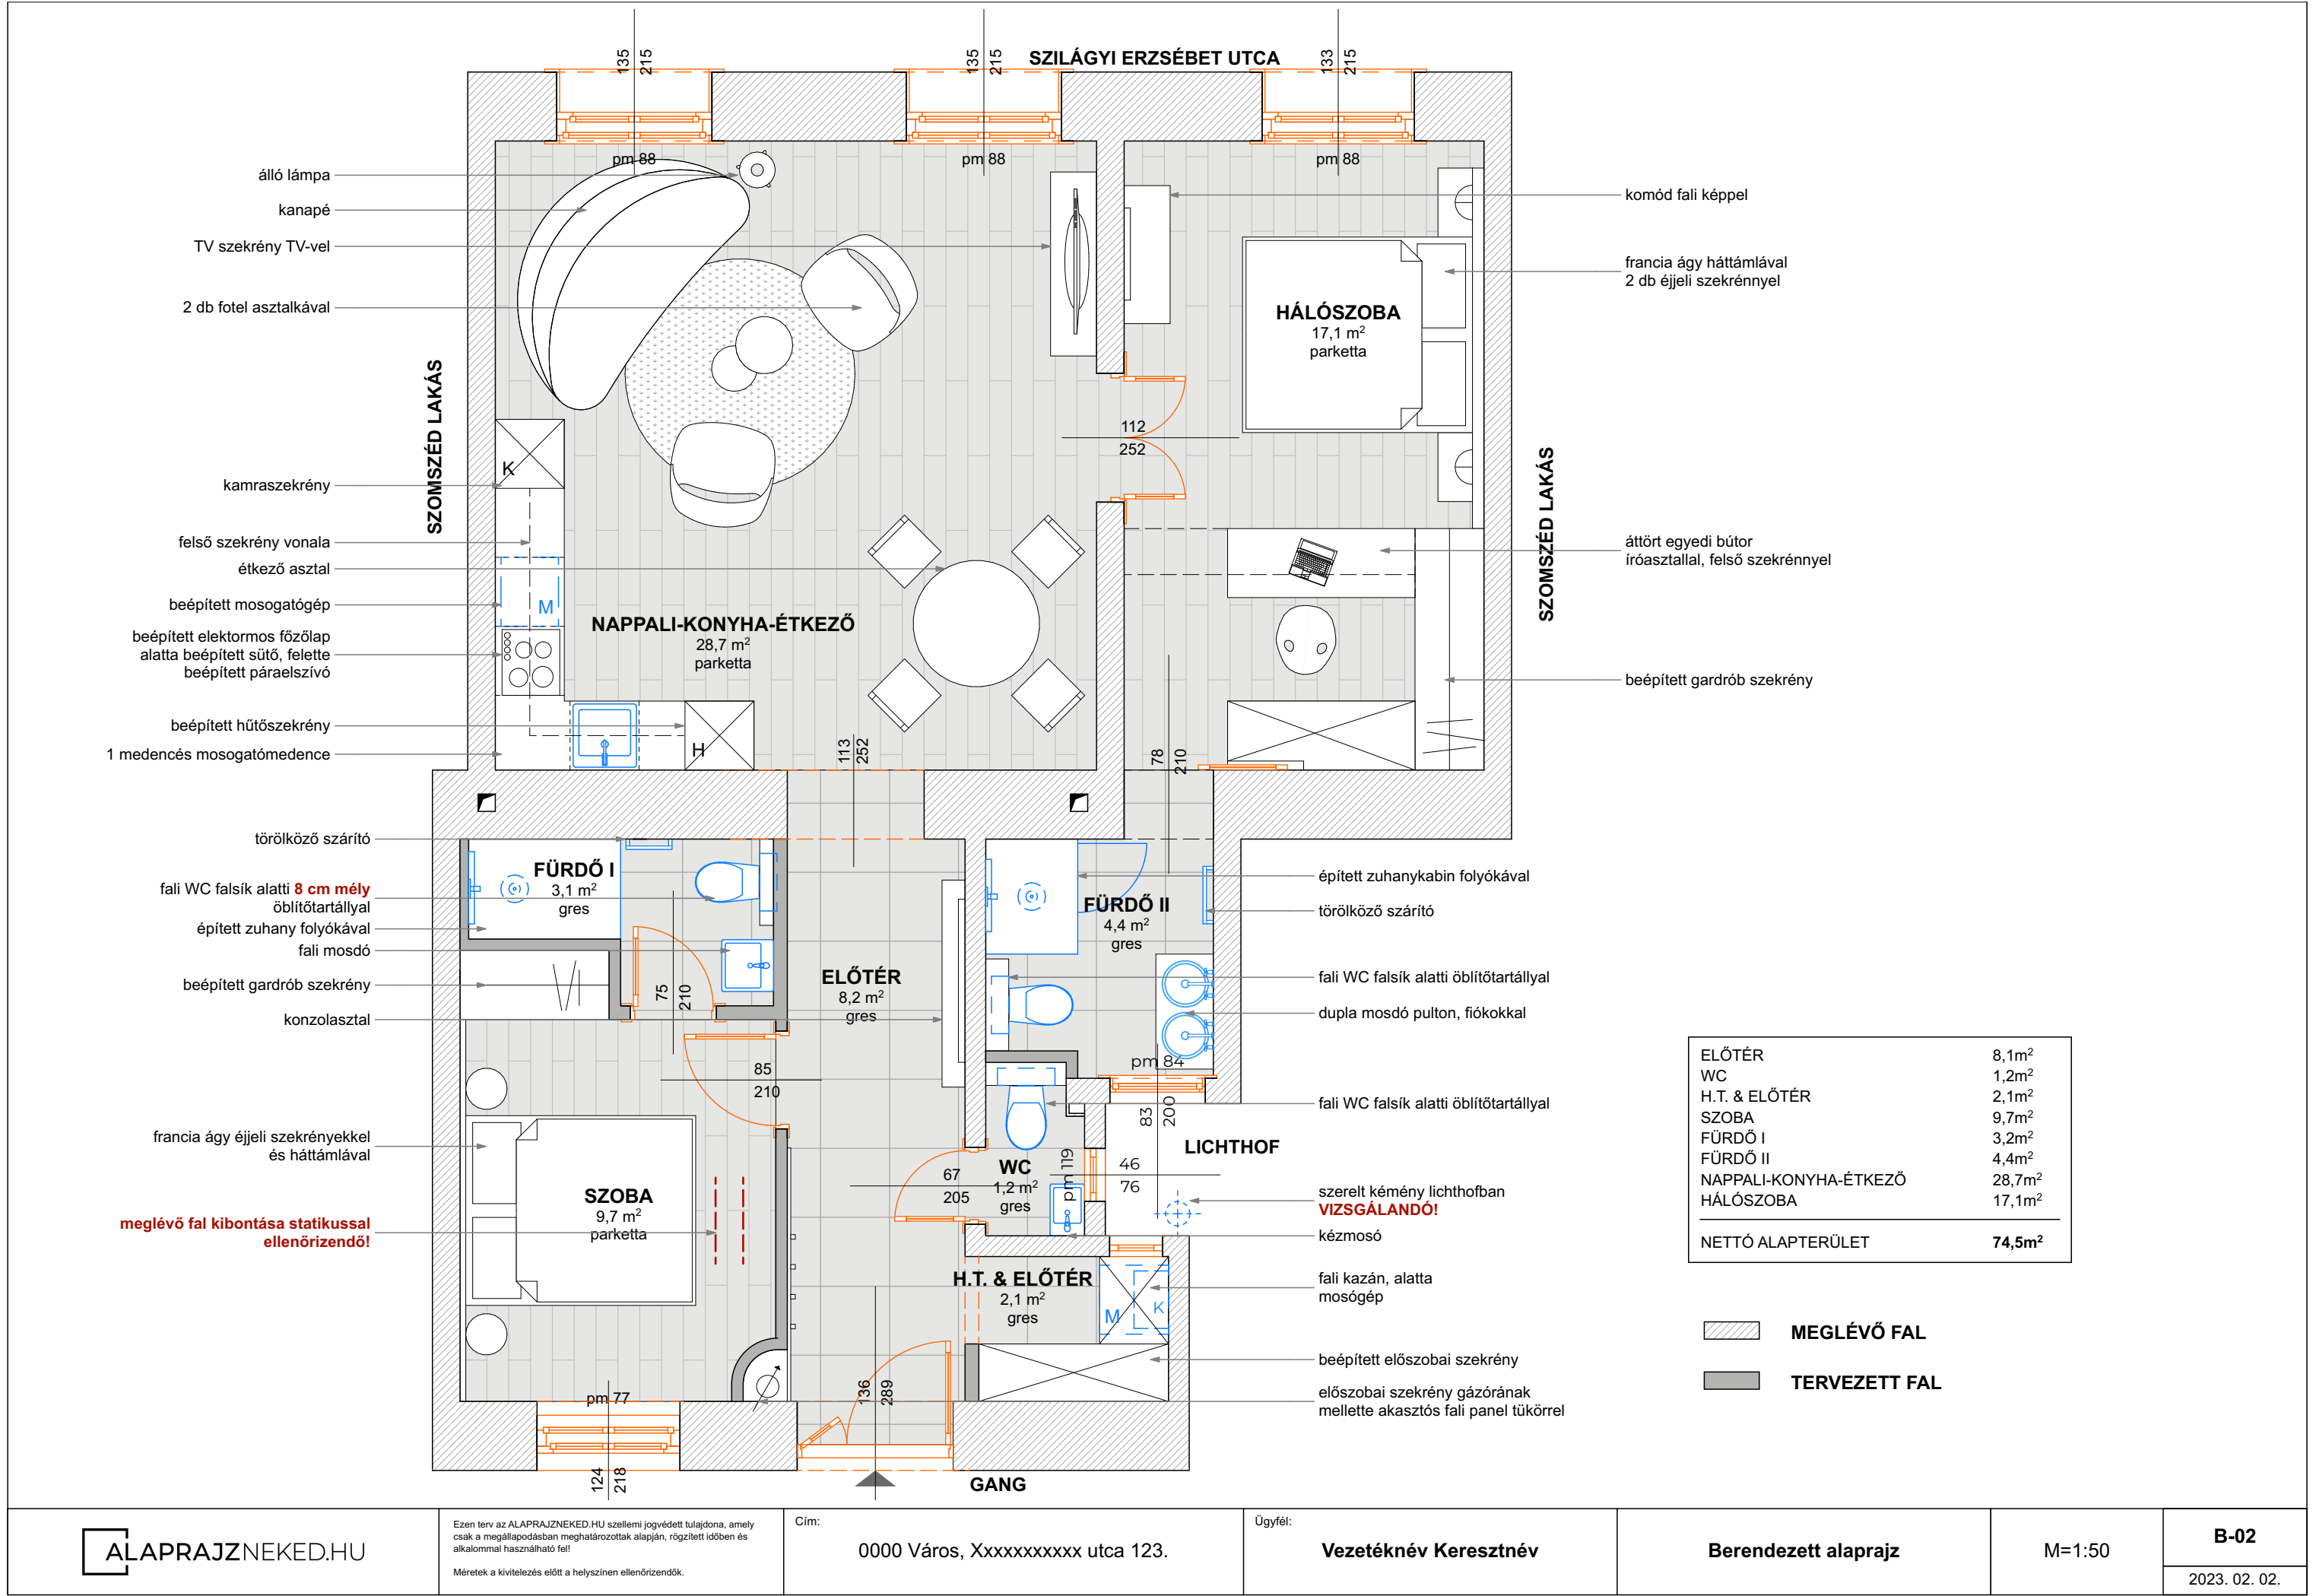 SZILÁGYI ERZSÉBET UTCA
135
215
135
215
133
215
pm 88
pm 88
pm 88
álló lámpa
kanapé
TV szekrény TV-vel
2 db fotel asztalkával
SZOMSZÉD LAKÁS
kamraszekrény
felső szekrény vonala
étkező asztal
beépített mosogatógép
beépített elektormos főzőlap
alatta beépített sütő, felette
beépített páraelszívó
beépített hűtőszekrény
1 medencés mosogatómedence
K
M
H
NAPPALI-KONYHA-ÉTKEZŐ
28,7 m²
parketta
HÁLÓSZOBA
17,1 m²
parketta
112
252
113
252
78
210
komód fali képpel
francia ágy háttámlával
2 db éjjeli szekrénnyel
SZOMSZÉD LAKÁS
áttört egyedi bútor
íróasztallal, felső szekrénnyel
beépített gardrób szekrény
törölköző szárító
fali WC falsík alatti 8 cm mély
öblítőtartállyal
épített zuhany folyókával
fali mosdó
beépített gardrób szekrény
konzolasztal
francia ágy éjjeli szekrényekkel
és háttámlával
meglévő fal kibontása statikussal
ellenőrizendő!
FÜRDŐ I
3,1 m²
gres
75
210
ELŐTÉR
8,2 m²
gres
85
210
FÜRDŐ II
4,4 m²
gres
pm 84
83
200
LICHTHOF
WC
1,2 m²
gres
67
205
pm 119
46
76
SZOBA
9,7 m²
parketta
H.T. & ELŐTÉR
2,1 m²
gres
M
K
pm 77
124
218
136
289
GANG
épített zuhanykabin folyókával
törölköző szárító
fali WC falsík alatti öblítőtartállyal
dupla mosdó pulton, fiókokkal
fali WC falsík alatti öblítőtartállyal
szerelt kémény lichthofban
VIZSGÁLANDÓ!
kézmosó
fali kazán, alatta
mosógép
beépített előszobai szekrény
előszobai szekrény gázórának
mellette akasztós fali panel tükörrel
ELŐTÉR 8,1m²
WC 1,2m²
H.T. & ELŐTÉR 2,1m²
SZOBA 9,7m²
FÜRDŐ I 3,2m²
FÜRDŐ II 4,4m²
NAPPALI-KONYHA-ÉTKEZŐ 28,7m²
HÁLÓSZOBA 17,1m²
NETTÓ ALAPTERÜLET 74,5m²
MEGLÉVŐ FAL
TERVEZETT FAL
ALAPRAJZNEKED.HU
Ezen terv az ALAPRAJZNEKED.HU szellemi jogvédett tulajdona, amely
csak a megállapodásban meghatározottak alapján, rögzített időben és
alkalommal használható fel!
Méretek a kivitelezés előtt a helyszínen ellenőrizendők.
Cím:
0000 Város, Xxxxxxxxxxx utca 123.
Ügyfél:
Vezetéknév Keresztnév
Berendezett alaprajz
M=1:50
B-02
2023. 02. 02.